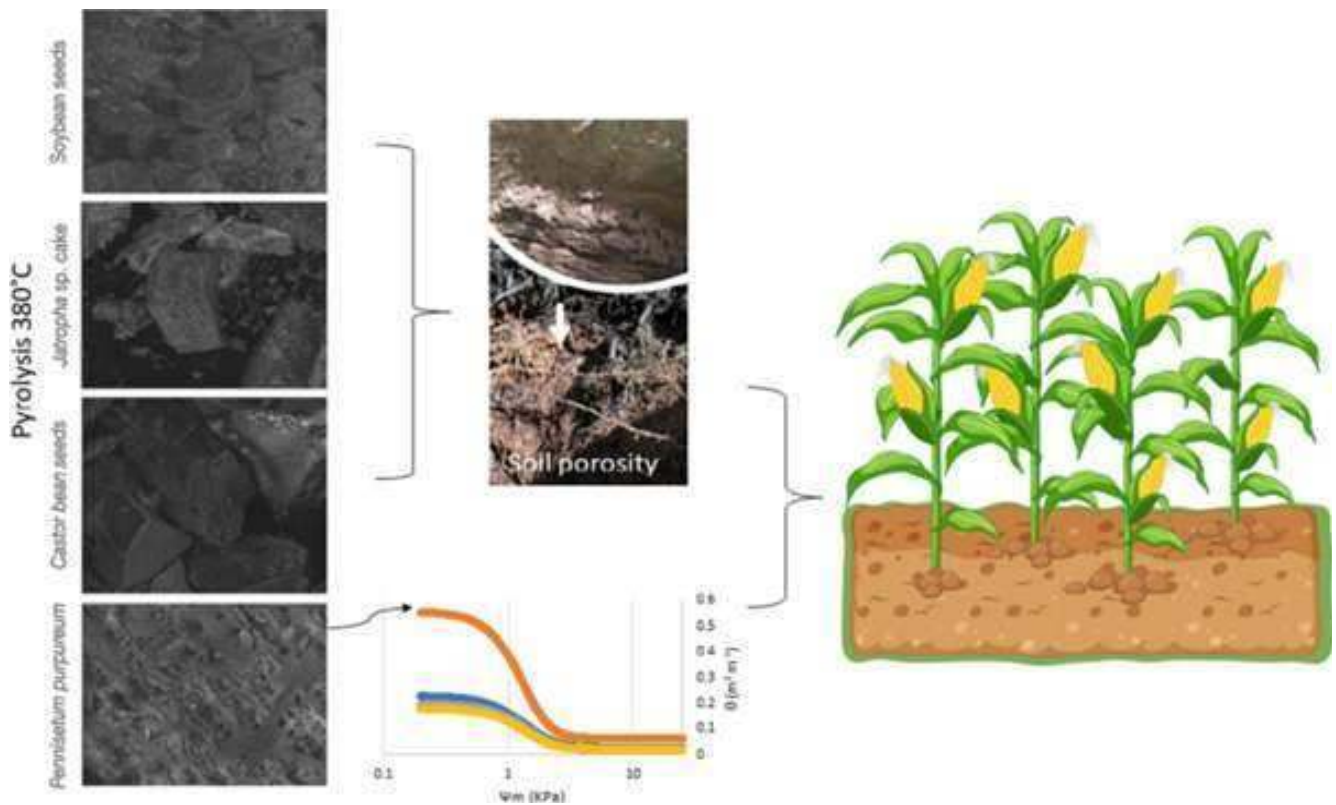 Pyrolysis 380°C
Soybean seeds
Jatropha sp. cake
Castor bean seeds
Pennisetum purpureum
Soil porosity
0.6
0.5
0.4
0.3
0.2
0.1
0
θ (m³ m⁻³)
0.1
1
10
Ψm (KPa)